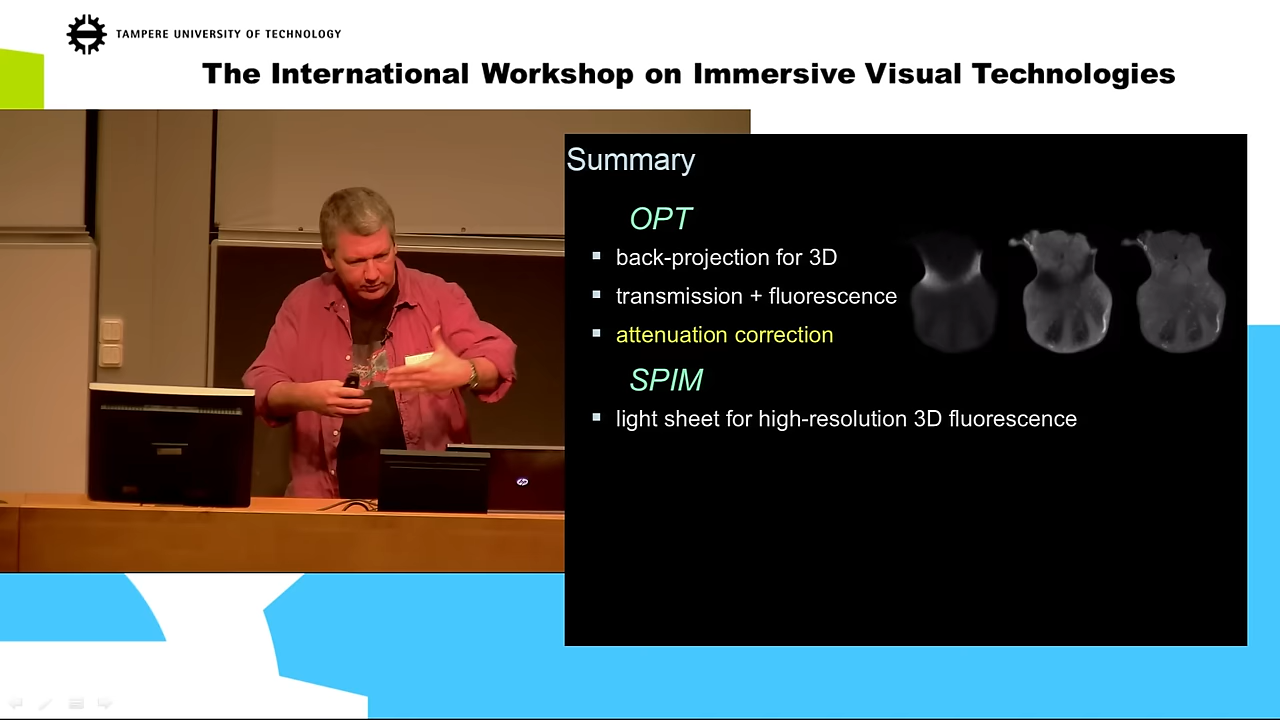 TAMPERE UNIVERSITY OF TECHNOLOGY
The International Workshop on Immersive Visual Technologies
Summary
OPT
back-projection for 3D
transmission + fluorescence
attenuation correction
SPIM
light sheet for high-resolution 3D fluorescence
hp